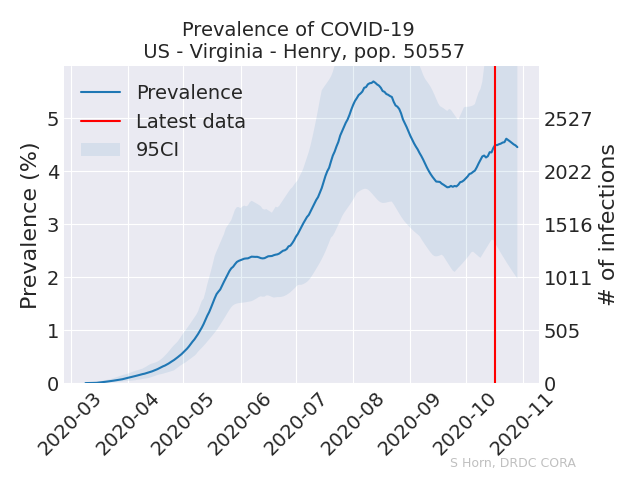 Prevalence of COVID-19
US - Virginia - Henry, pop. 50557
Prevalence
Latest data
95CI
Prevalence (%)
5
4
3
2
1
0
2527
2022
1516
1011
505
0
# of infections
2020-03
2020-04
2020-05
2020-06
2020-07
2020-08
2020-09
2020-10
2020-11
S Horn, DRDC CORA